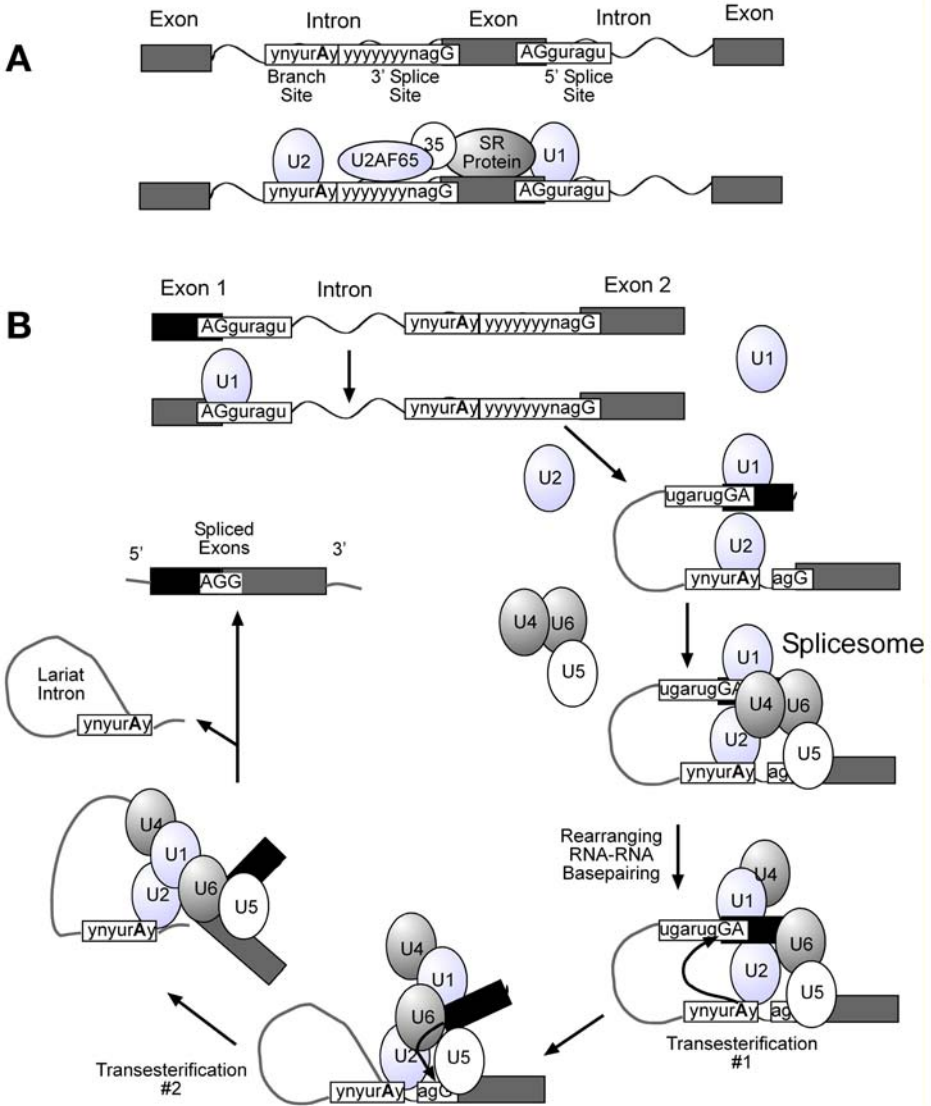 A
Exon Intron Exon Intron Exon
ynyurAy yyyyyyynagG AGguragu
Branch Site
3' Splice Site
5' Splice Site
U2 U2AF65 35 SR Protein U1
ynyurAy yyyyyyynagG AGguragu
B
Exon 1 Intron Exon 2
AGguragu ynyurAy yyyyyyynagG
U1
U1
AGguragu ynyurAy yyyyyyynagG
U2
U1
ugarugGA
U2
ynyurAy agG
Spliced
Exons
5' 3'
AGG
U4 U6
U5
Splicesome
U1
ugarugGA U4 U6
U2 U5
ynyurAy ag
Lariat
Intron
ynyurAy
Rearranging
RNA-RNA
Basepairing
U4
U1
ugarugGA U6
U2 U5
ynyurAy ag
Transesterification
#1
U4
U1
U6
U2 U5
ynyurAy agG
Transesterification
#2
U4
U1
U2 U6 U5
ynyurAy